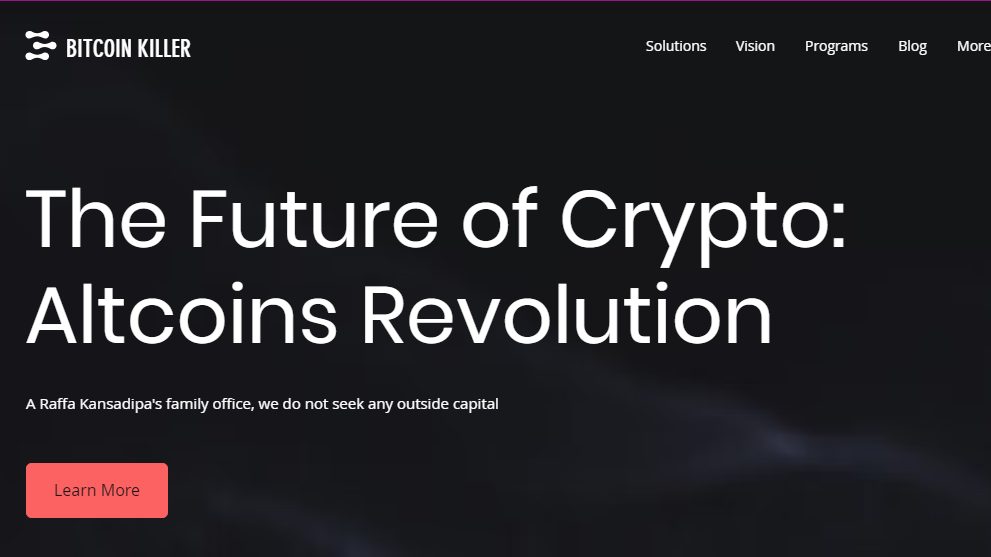 BITCOIN KILLER
Solutions Vision Programs Blog More
The Future of Crypto:
Altcoins Revolution
A Raffa Kansadipa's family office, we do not seek any outside capital
Learn More